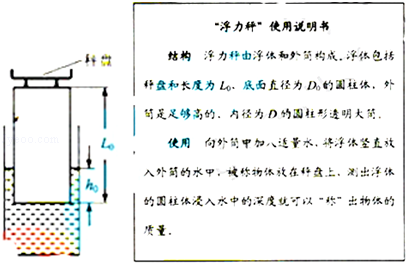 秤盘
L₀
h₀
“浮力秤”使用说明书
结构 浮力秤由浮体和外筒构成。浮体包括
秤盘和长度为 L₀、底面直径为 D₀的圆柱体，外
筒是足够高的，内径为 D 的圆柱形透明大筒。
使用 向外筒中加入适量水，将浮体竖直放
入外筒的水中，被称物体放在秤盘上，测出浮体
的圆柱体浸入水中的深度就可以“称”出物体的
质量。